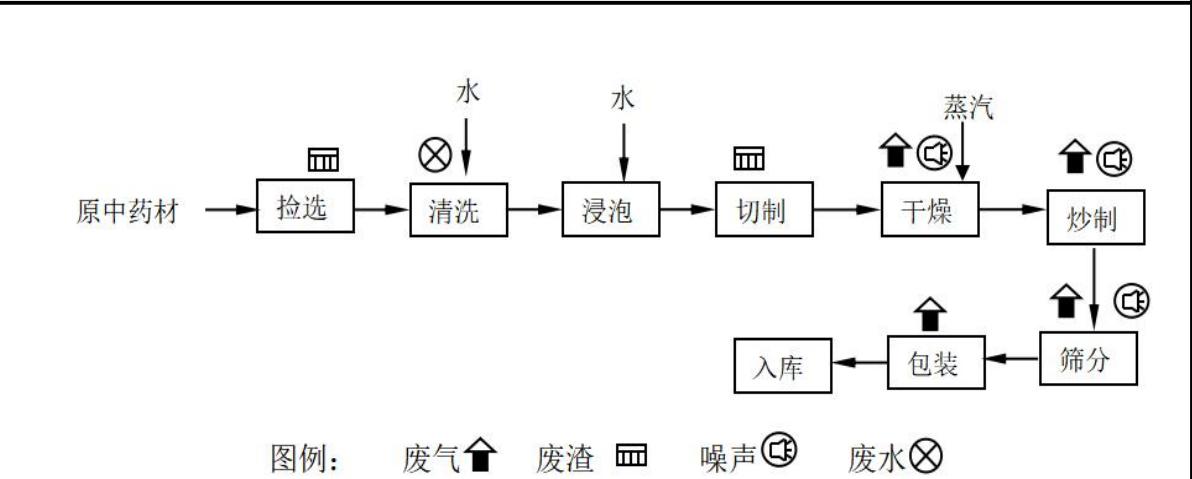 水
水
蒸汽
原中药材
捡选
清洗
浸泡
切制
干燥
炒制
入库
包装
筛分
图例： 废气 废渣 噪声 废水